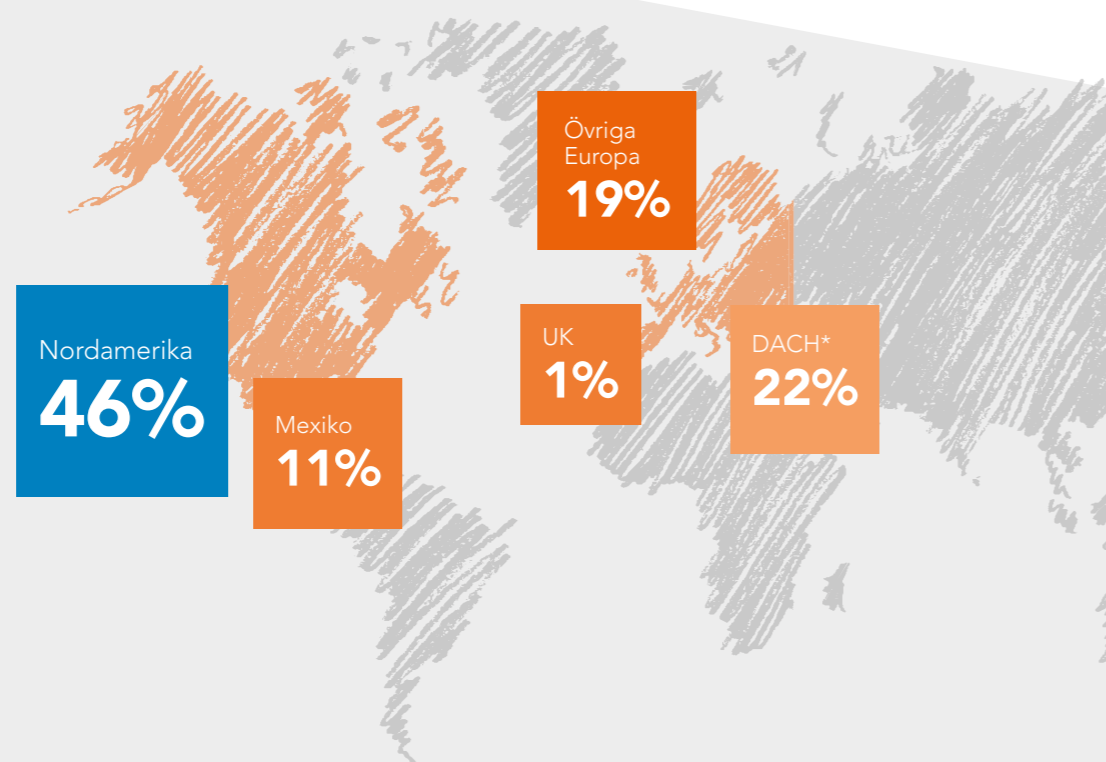 Övriga
Europa
19%
Nordamerika
46%
Mexiko
11%
UK
1%
DACH*
22%